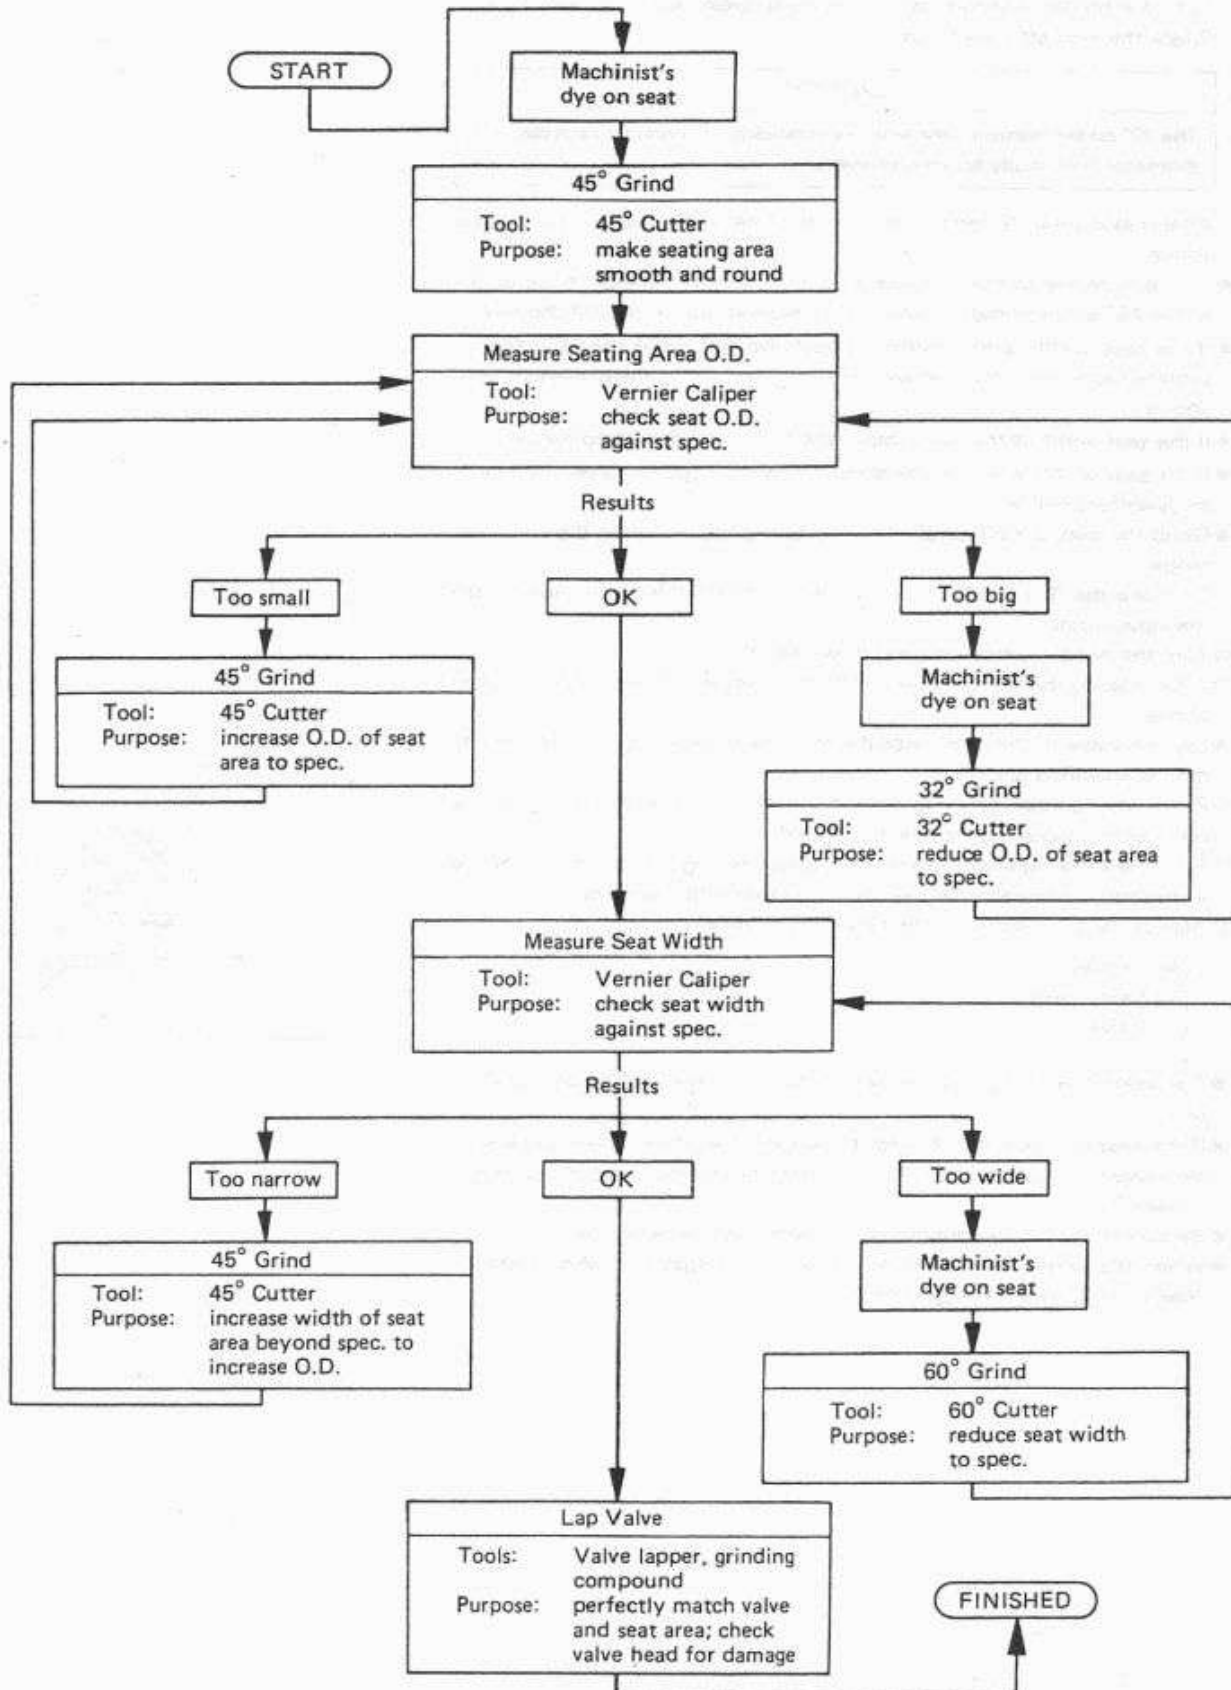 START
Machinist's
dye on seat
45° Grind
Tool: 45° Cutter
Purpose: make seating area
smooth and round
Measure Seating Area O.D.
Tool: Vernier Caliper
Purpose: check seat O.D.
against spec.
Results
Too small
OK
Too big
45° Grind
Tool: 45° Cutter
Purpose: increase O.D. of seat
area to spec.
Machinist's
dye on seat
32° Grind
Tool: 32° Cutter
Purpose: reduce O.D. of seat area
to spec.
Measure Seat Width
Tool: Vernier Caliper
Purpose: check seat width
against spec.
Results
Too narrow
OK
Too wide
45° Grind
Tool: 45° Cutter
Purpose: increase width of seat
area beyond spec. to
increase O.D.
Machinist's
dye on seat
60° Grind
Tool: 60° Cutter
Purpose: reduce seat width
to spec.
Lap Valve
Tools: Valve lapper, grinding
compound
Purpose: perfectly match valve
and seat area; check
valve head for damage
FINISHED